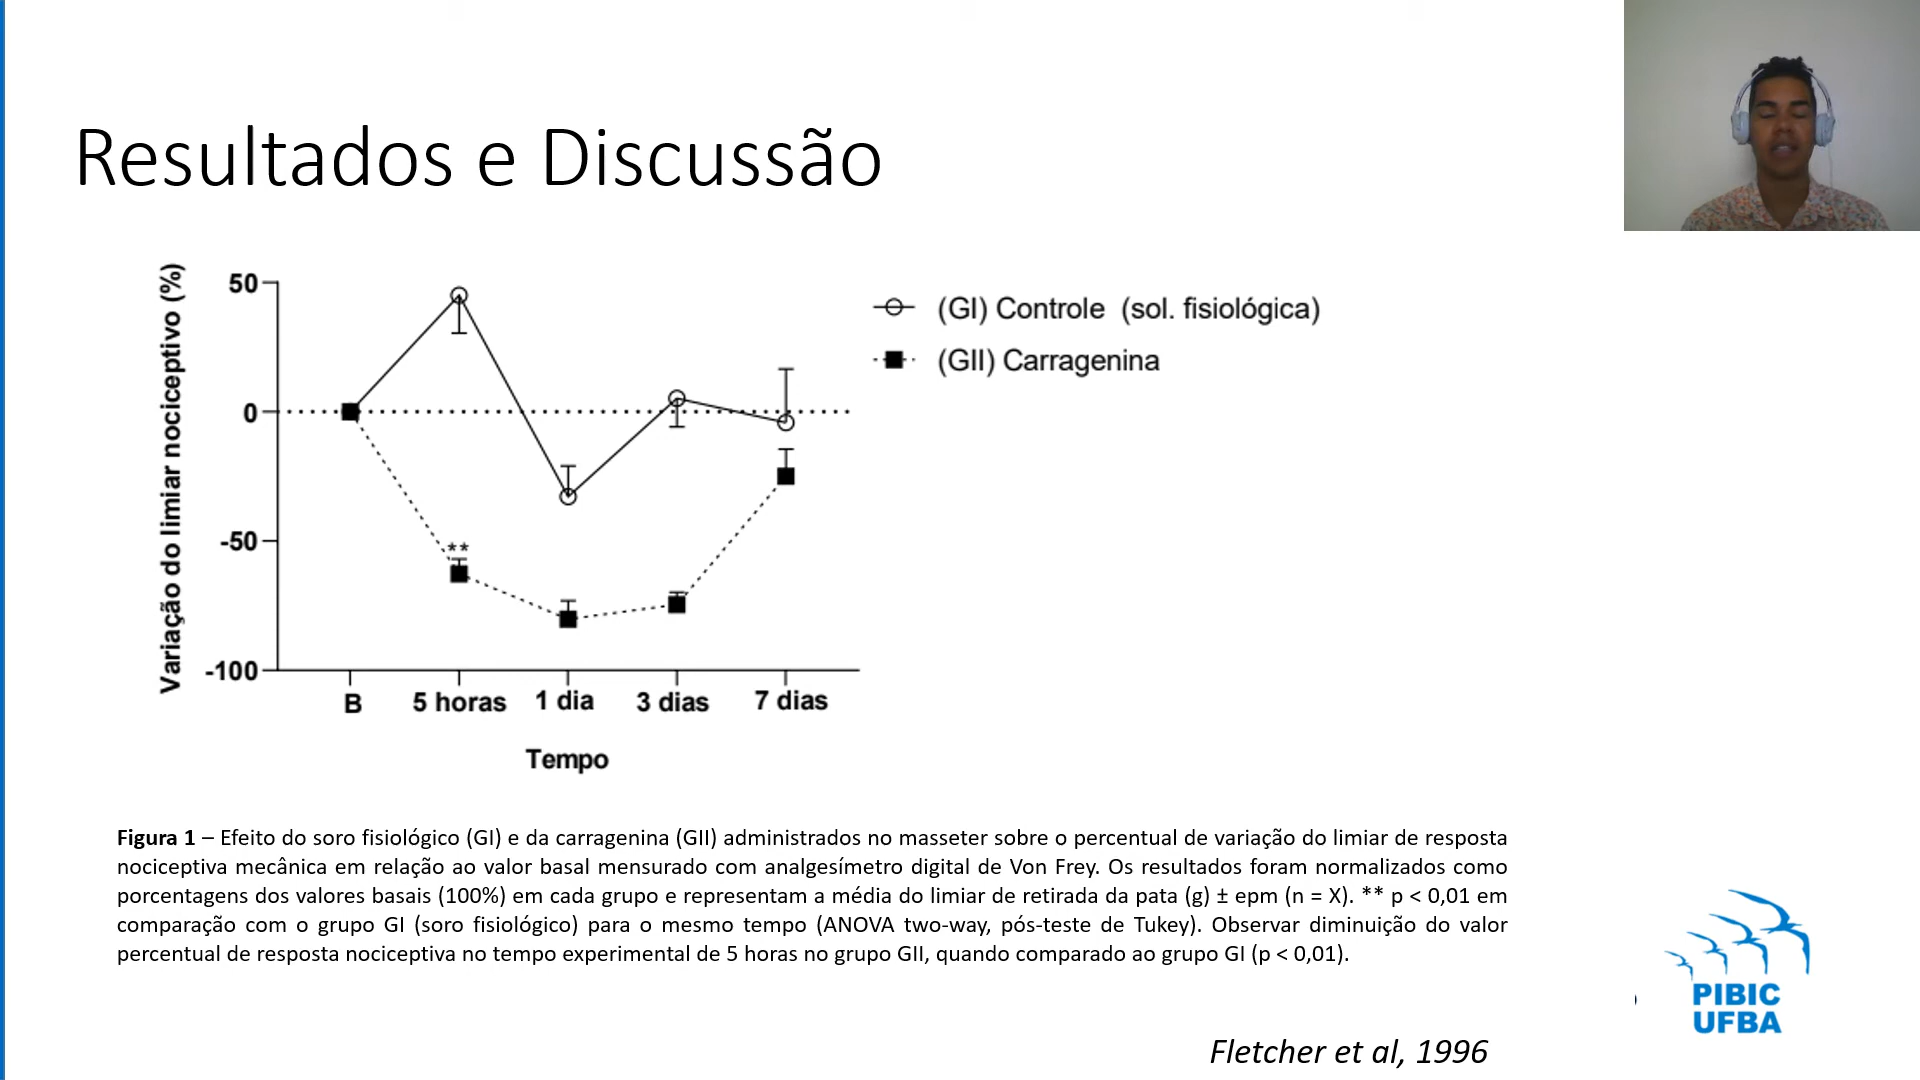 Resultados e Discussão
Variação do limiar nociceptivo (%)
50
0
-50
-100
**
B
5 horas
1 dia
3 dias
7 dias
Tempo
(GI) Controle (sol. fisiológica)
(GII) Carragenina
Figura 1 – Efeito do soro fisiológico (GI) e da carragenina (GII) administrados no masseter sobre o percentual de variação do limiar de resposta
nociceptiva mecânica em relação ao valor basal mensurado com analgesímetro digital de Von Frey. Os resultados foram normalizados como
porcentagens dos valores basais (100%) em cada grupo e representam a média do limiar de retirada da pata (g) ± epm (n = X). ** p < 0,01 em
comparação com o grupo GI (soro fisiológico) para o mesmo tempo (ANOVA two-way, pós-teste de Tukey). Observar diminuição do valor
percentual de resposta nociceptiva no tempo experimental de 5 horas no grupo GII, quando comparado ao grupo GI (p < 0,01).
PIBIC
UFBA
Fletcher et al, 1996